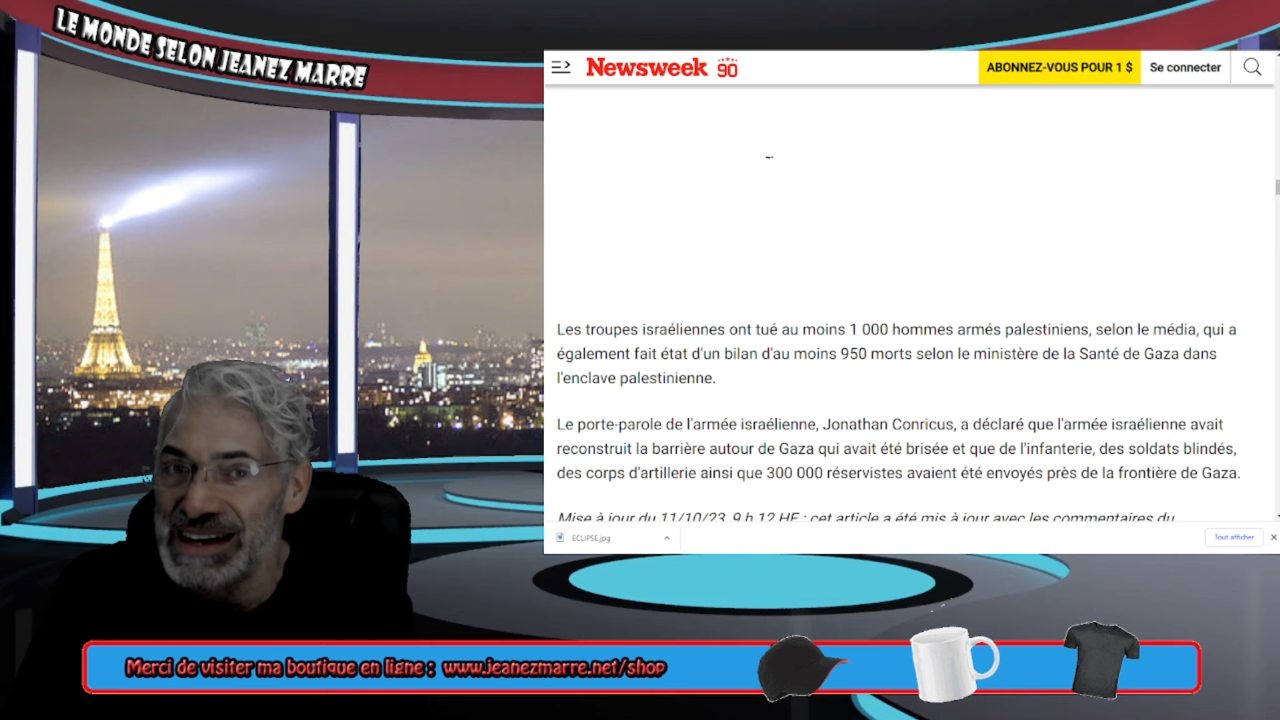 LE MONDE SELON JEANEZ MARRE
Newsweek 90
ABONNEZ-VOUS POUR 1 $
Se connecter
Les troupes israéliennes ont tué au moins 1 000 hommes armés palestiniens, selon le média, qui a
également fait état d'un bilan d'au moins 950 morts selon le ministère de la Santé de Gaza dans
l'enclave palestinienne.
Le porte-parole de l'armée israélienne, Jonathan Conricus, a déclaré que l'armée israélienne avait
reconstruit la barrière autour de Gaza qui avait été brisée et que de l'infanterie, des soldats blindés,
des corps d'artillerie ainsi que 300 000 réservistes avaient été envoyés près de la frontière de Gaza.
Mise à jour du 11/10/23, 9 h 12 HE : cet article a été mis à jour avec les commentaires du
ECLIPSE.jpg
Tout afficher
Merci de visiter ma boutique en ligne : www.jeanezmarre.net/shop